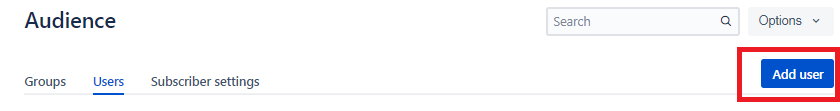 Audience
Search
Options
Groups
Users
Subscriber settings
Add user